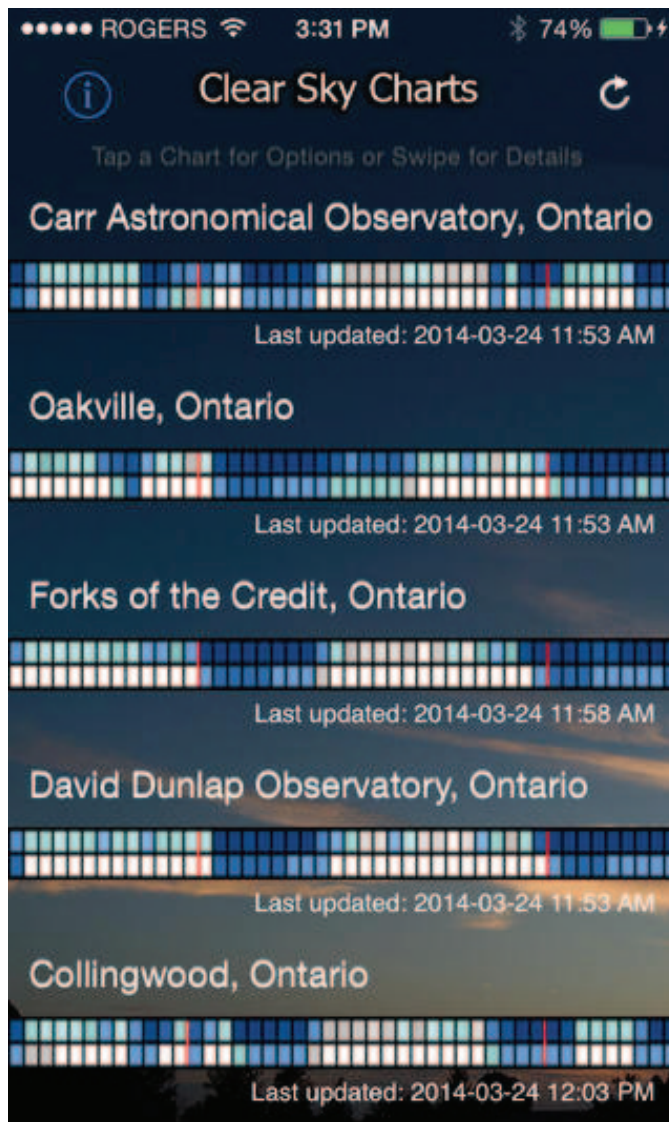 ROGERS 3:31 PM 74%
Clear Sky Charts
Tap a Chart for Options or Swipe for Details
Carr Astronomical Observatory, Ontario
Last updated: 2014-03-24 11:53 AM
Oakville, Ontario
Last updated: 2014-03-24 11:53 AM
Forks of the Credit, Ontario
Last updated: 2014-03-24 11:58 AM
David Dunlap Observatory, Ontario
Last updated: 2014-03-24 11:53 AM
Collingwood, Ontario
Last updated: 2014-03-24 12:03 PM